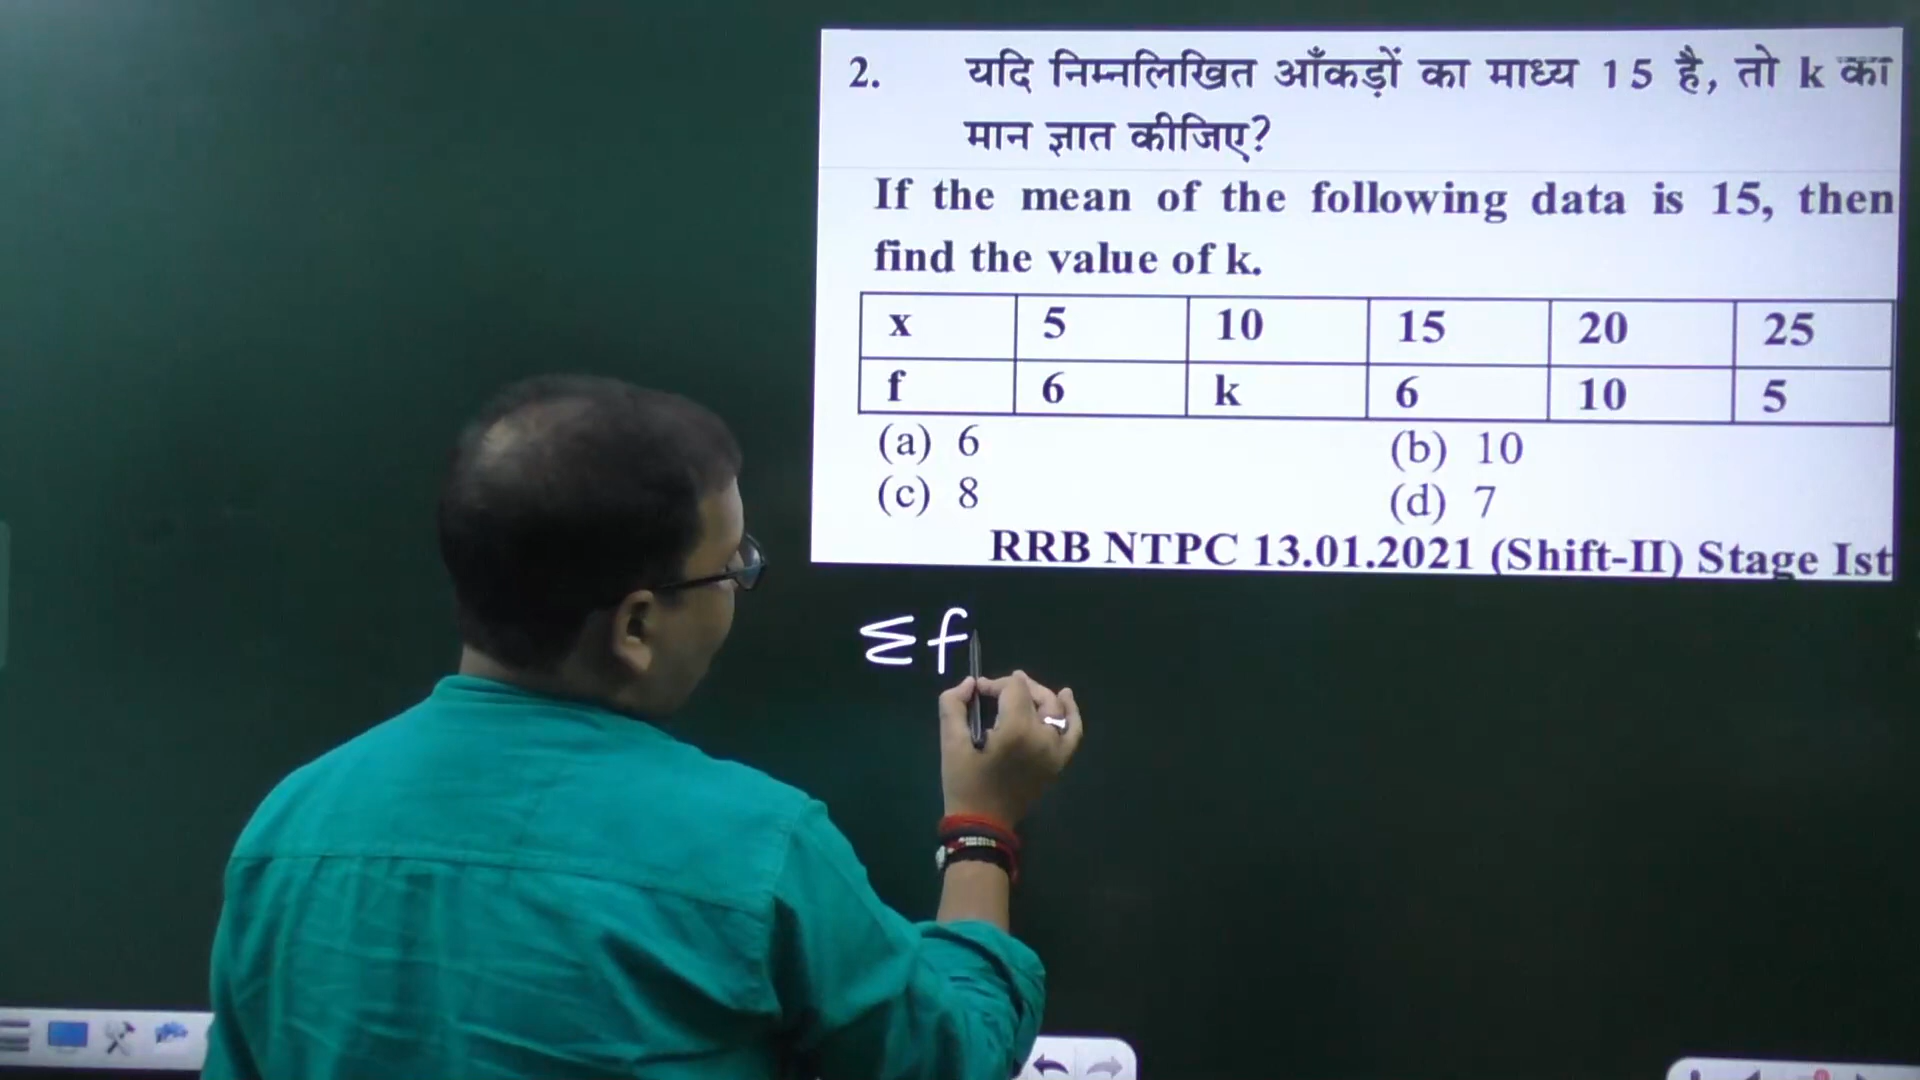 2. यदि निम्नलिखित आँकड़ों का माध्य 15 है, तो k का
मान ज्ञात कीजिए?
If the mean of the following data is 15, then
find the value of k.
x 5 10 15 20 25
f 6 k 6 10 5
(a) 6 (b) 10
(c) 8 (d) 7
RRB NTPC 13.01.2021 (Shift-II) Stage Ist
Σf